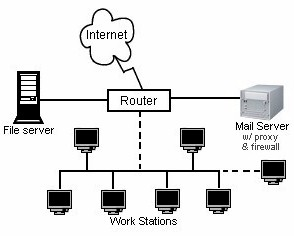 Internet
Router
File server
Mail Server
w/ proxy
& firewall
Work Stations